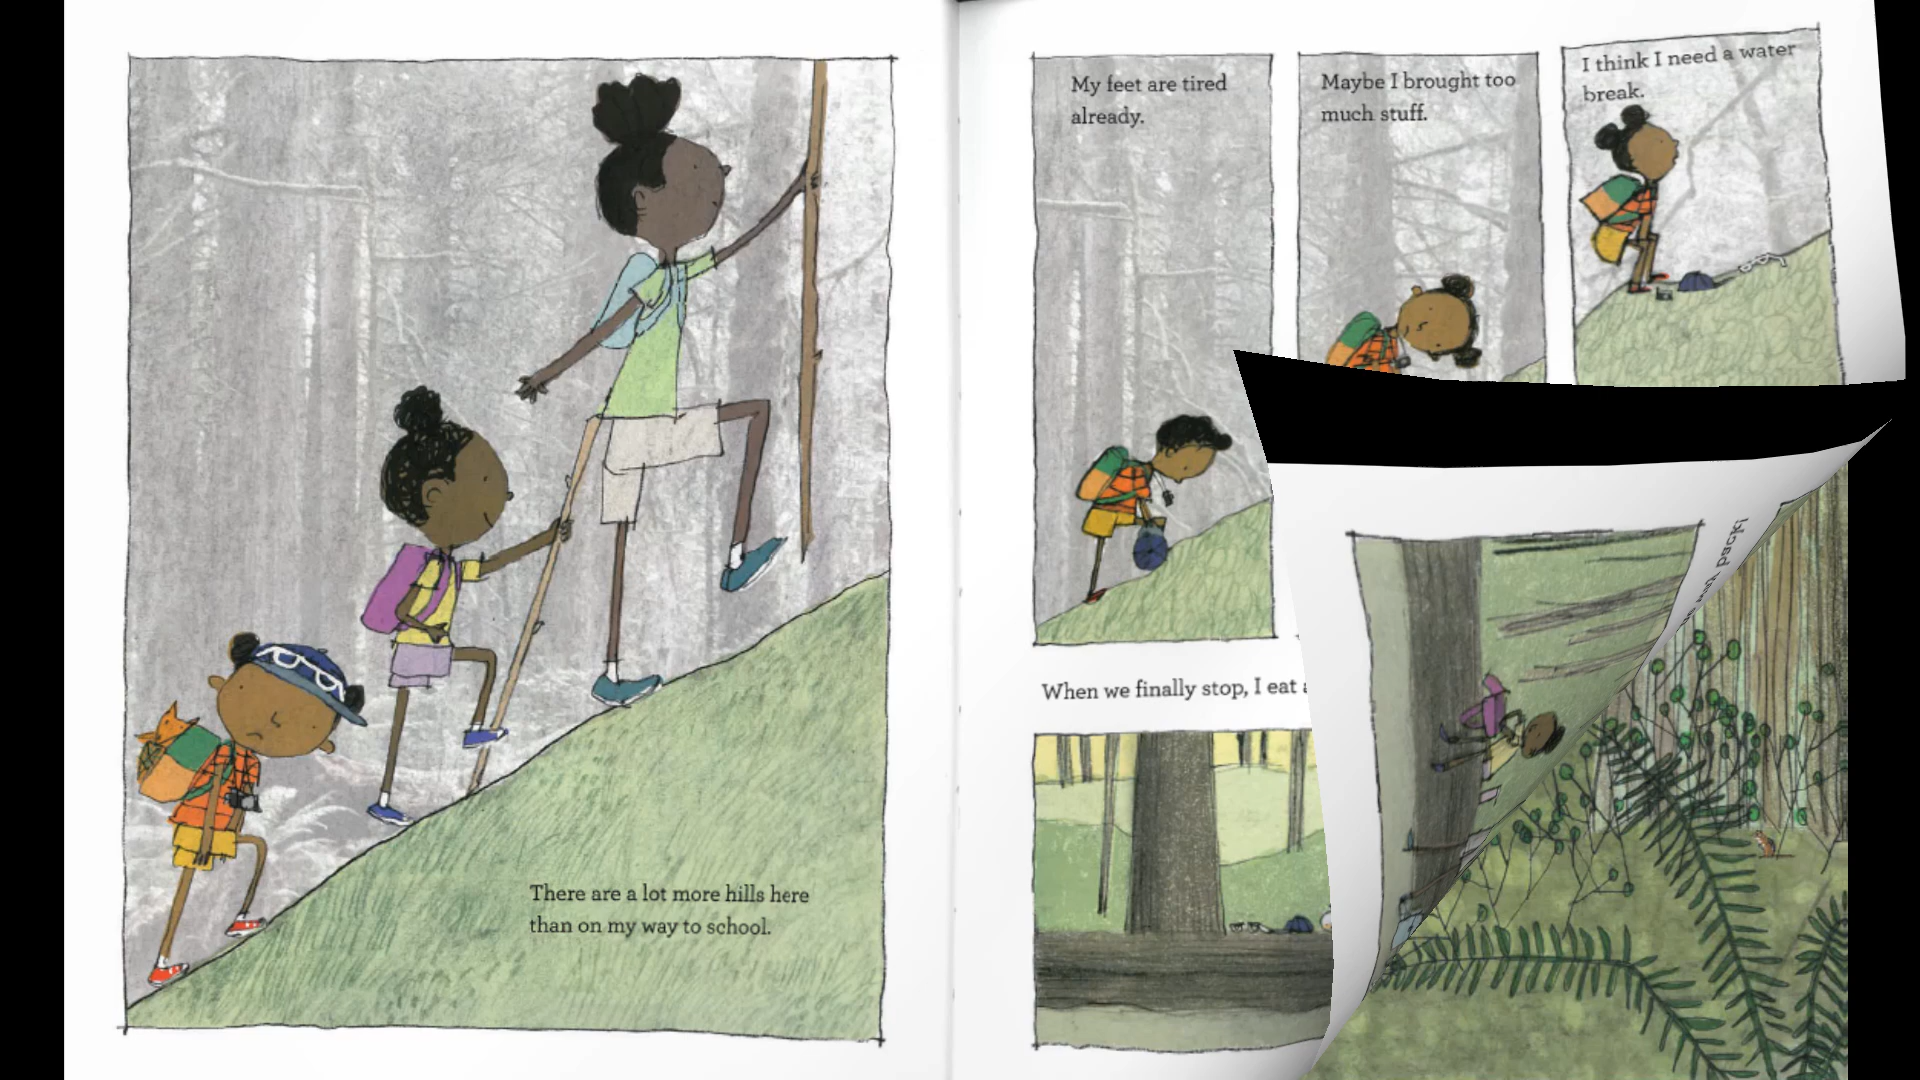 There are a lot more hills here
than on my way to school.
My feet are tired
already.
Maybe I brought too
much stuff.
I think I need a water
break.
When we finally stop, I eat